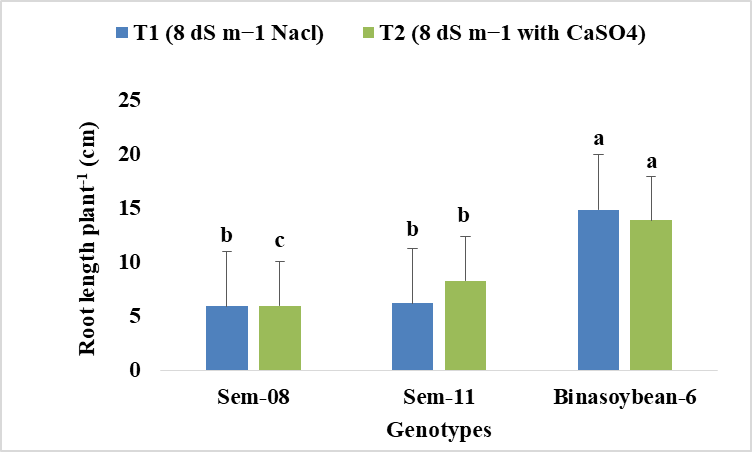 T1 (8 dS m−1 Nacl) T2 (8 dS m−1 with CaSO4)
Root length plant-1 (cm)
25
20
15
10
5
0
b c b b a a
Sem-08 Sem-11 Binasoybean-6
Genotypes